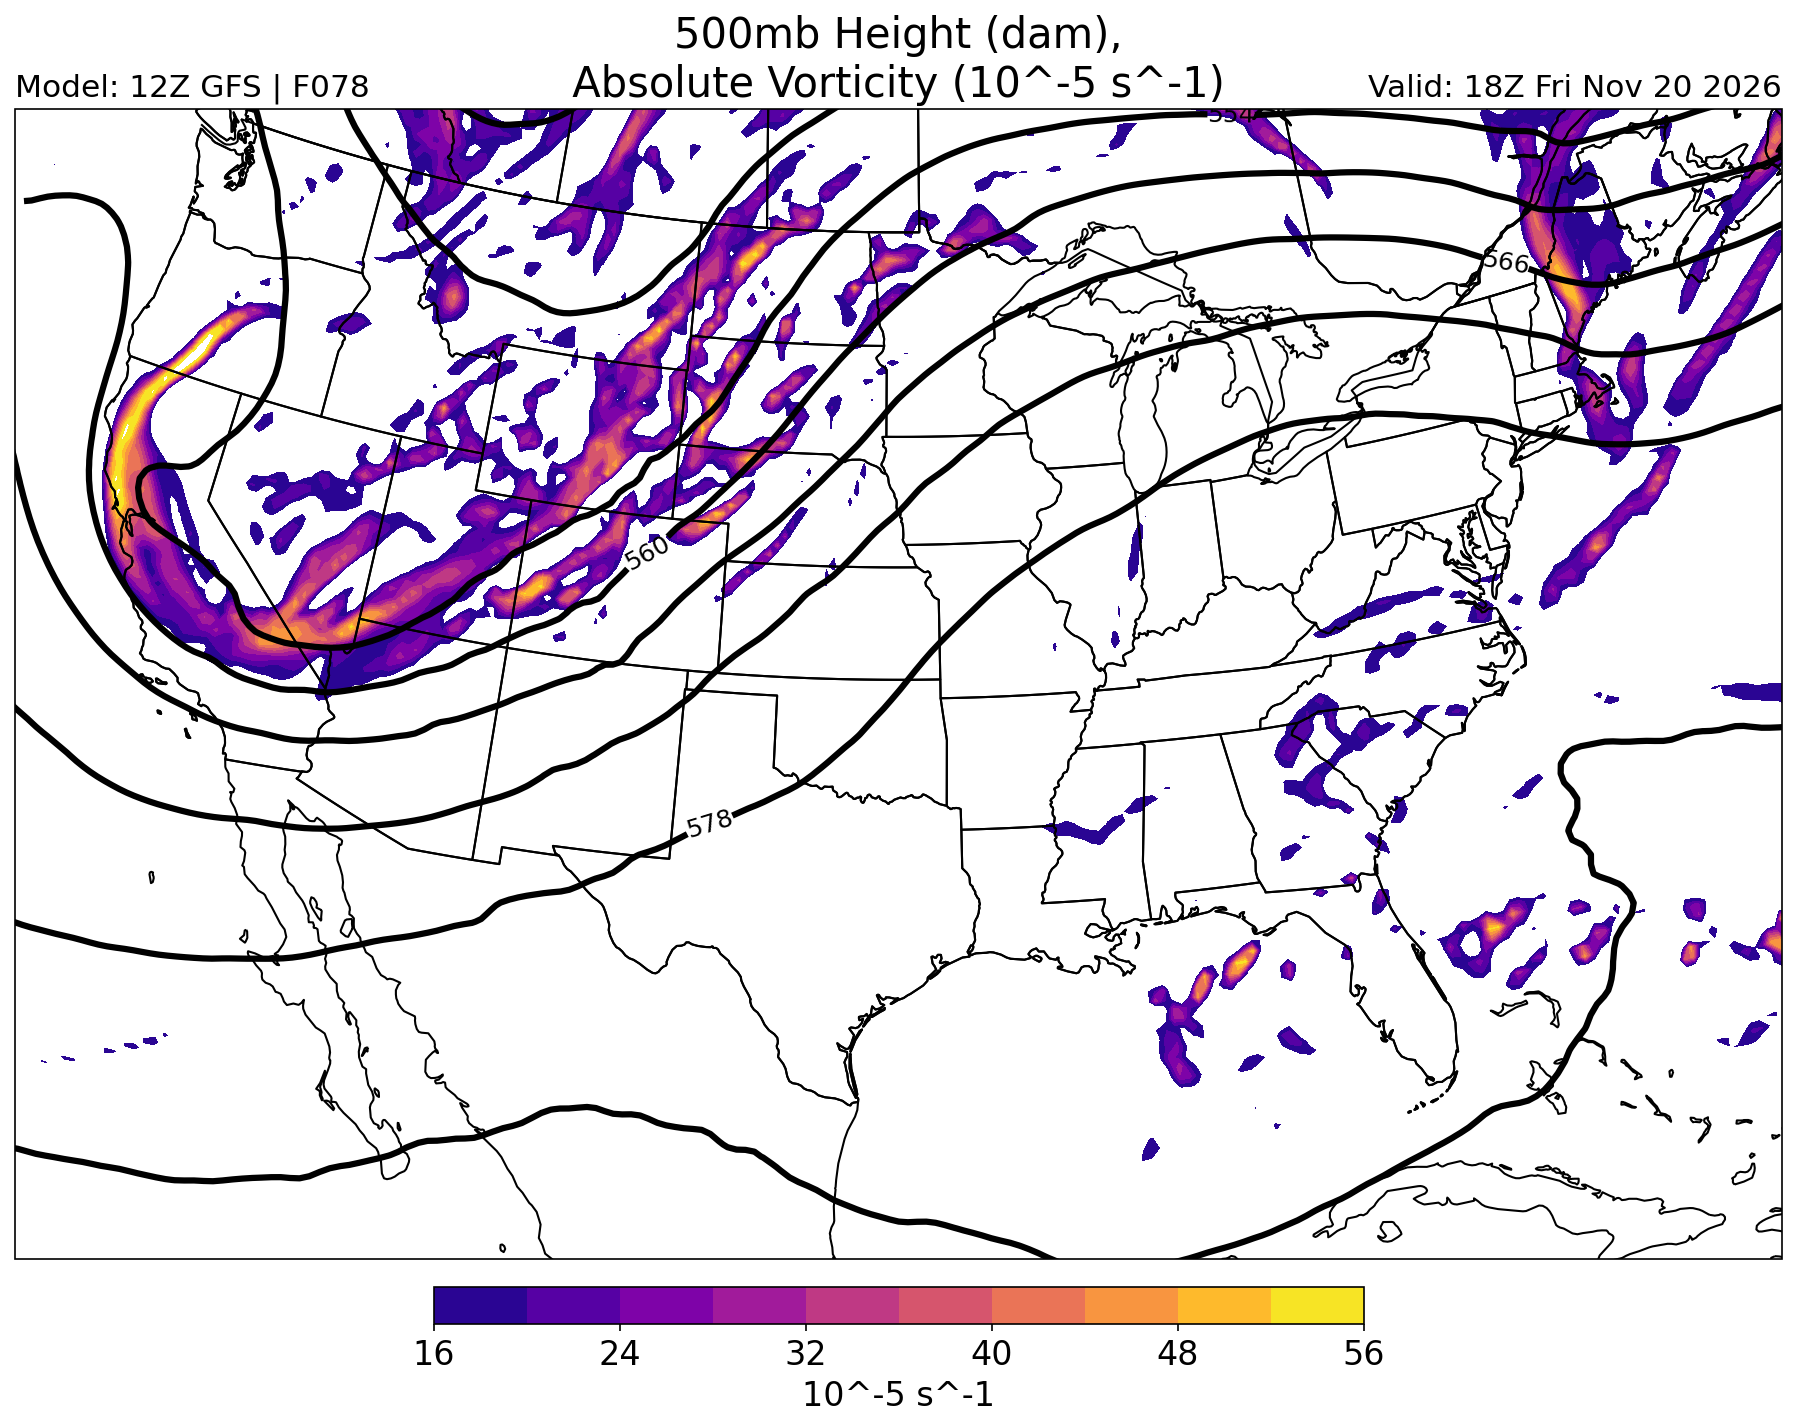 500mb Height (dam),
Absolute Vorticity (10^-5 s^-1)
Model: 12Z GFS | F078
Valid: 18Z Fri Nov 20 2026
554
566
560
578
16 24 32 40 48 56
10^-5 s^-1